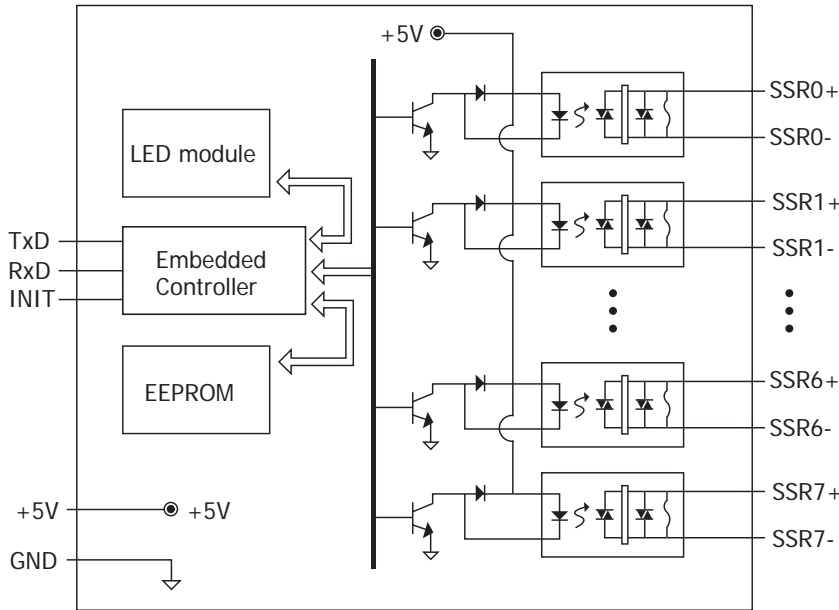 +5V
SSR0+
SSR0-
LED module
SSR1+
SSR1-
TxD
RxD
INIT
Embedded
Controller
EEPROM
SSR6+
SSR6-
+5V
+5V
SSR7+
SSR7-
GND